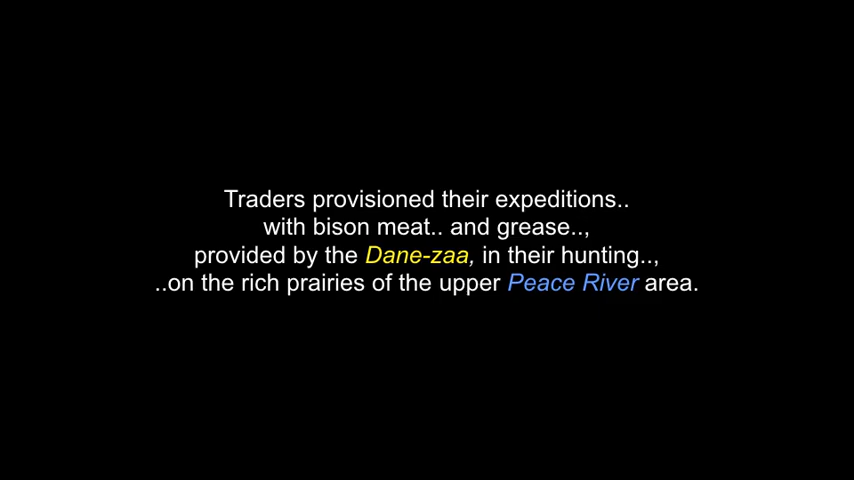 Traders provisioned their expeditions..
with bison meat.. and grease..,
provided by the Dane-zaa, in their hunting..,
..on the rich prairies of the upper Peace River area.